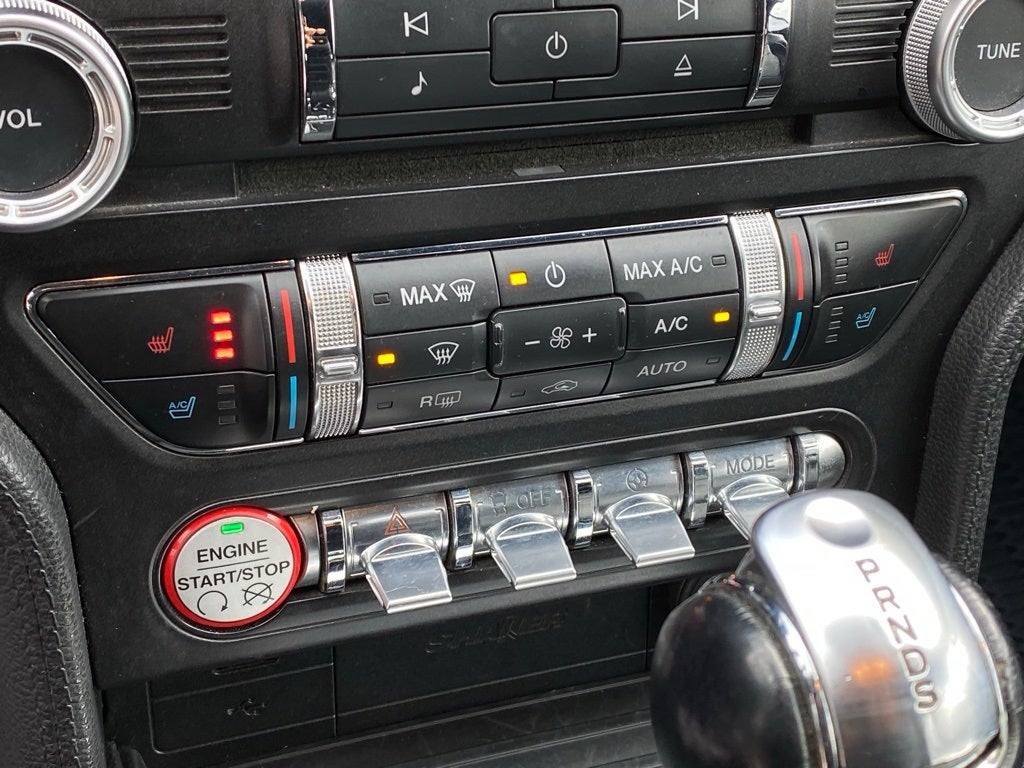 VOL
TUNE
MAX
MAX A/C
A/C
A/C
R
AUTO
A/C
OFF
MODE
ENGINE
START/STOP
PRNDS